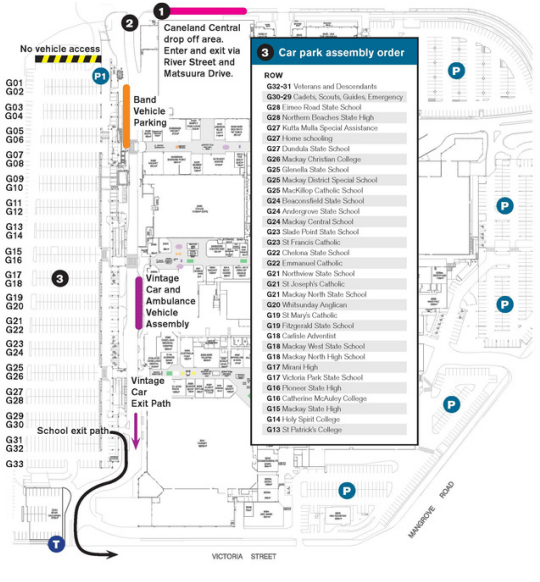 1
2
Caneland Central
drop off area.
Enter and exit via
River Street and
Matsuura Drive.
No vehicle access
P1
Band
Vehicle
Parking
G01
G02
G03
G04
G05
G06
G07
G08
G09
G10
G11
G12
G13
G14
G15
G16
G17
G18
G19
G20
G21
G22
G23
G24
G25
G26
G27
G28
G29
G30
G31
G32
G33
3
Vintage
Car and
Ambulance
Vehicle
Assembly
Vintage
Car
Exit Path
School exit path
T
3 Car park assembly order
ROW
G32-31 Veterans and Descendants
G30-29 Cadets, Scouts, Guides, Emergency
G28 Eimeo Road State School
G28 Northern Beaches State High
G27 Kutta Mulla Special Assistance
G27 Home schooling
G27 Dundula State School
G26 Mackay Christian College
G25 Glenella State School
G25 Mackay District Special School
G25 MacKillop Catholic School
G24 Beaconsfield State School
G24 Andergrove State School
G24 Mackay Central School
G23 Slade Point State School
G23 St Francis Catholic
G22 Chelona State School
G22 Emmanuel Catholic
G21 Northview State School
G21 St Joseph's Catholic
G21 Mackay North State School
G20 Whitsunday Anglican
G19 St Mary's Catholic
G19 Fitzgerald State School
G18 Carlisle Adventist
G18 Mackay West State School
G18 Mackay North High School
G17 Mirani High
G17 Victoria Park State School
G16 Pioneer State High
G16 Catherine McAuley College
G15 Mackay State High
G14 Holy Spirit College
G13 St Patrick's College
P
P
P
P
P
MANGROVE ROAD
VICTORIA STREET